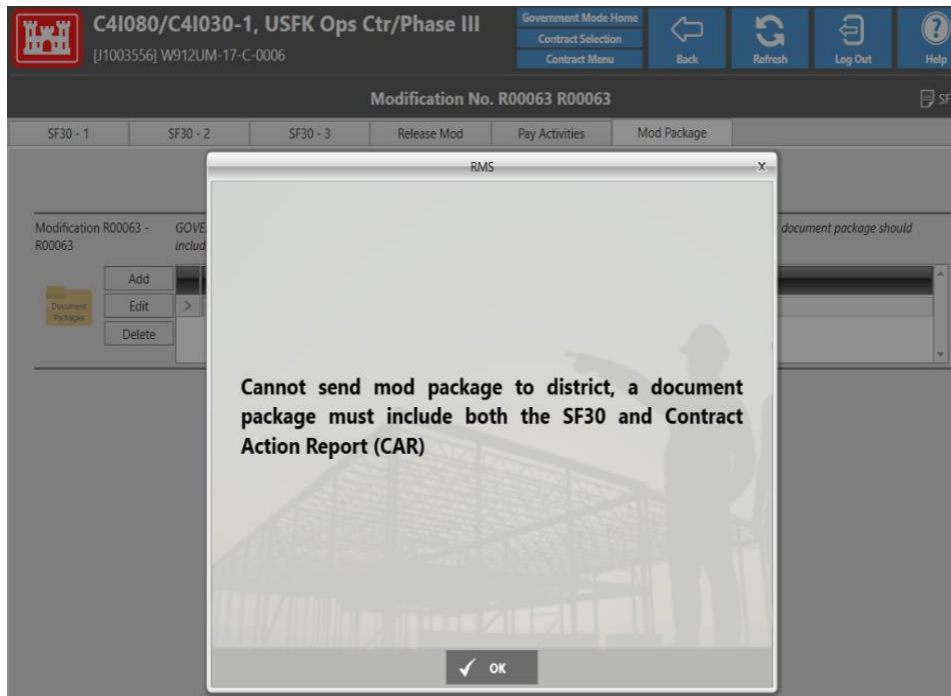 C4I080/C4I030-1, USFK Ops Ctr/Phase III
[J1003556] W912UM-17-C-0006
Government Mode Home
Contract Selection
Contract Menu
Back
Refresh
Log Out
Help
Modification No. R00063 R00063
SF
SF30 - 1 SF30 - 2 SF30 - 3 Release Mod Pay Activities Mod Package
RMS x
Modification R00063 -
R00063
GOVE
includ
document package should
Add
Edit
Delete
Document
Packages
>
Cannot send mod package to district, a document
package must include both the SF30 and Contract
Action Report (CAR)
OK